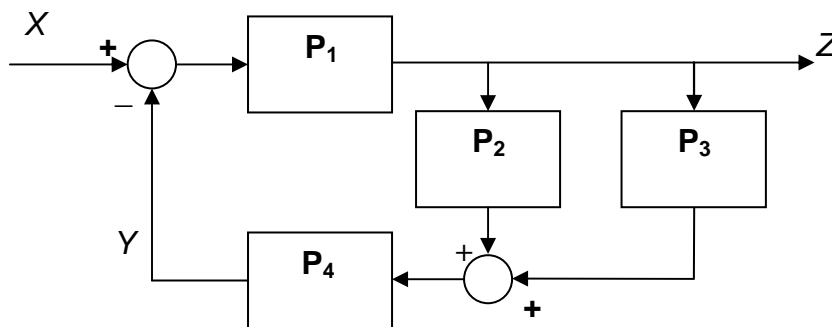 X
+
P₁
Z
−
P₂
P₃
Y
+
P₄
+